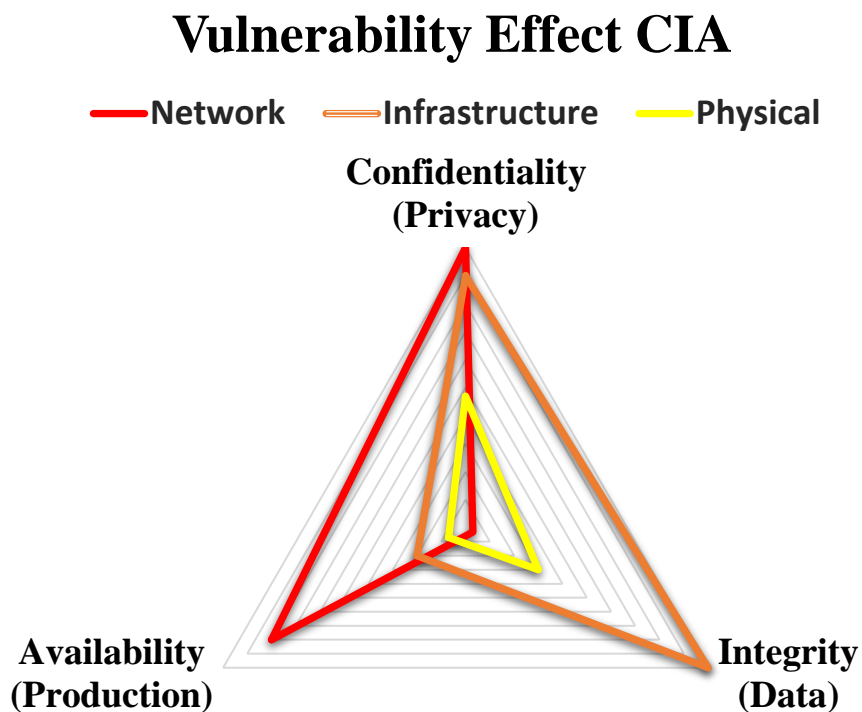 Vulnerability Effect CIA
Network Infrastructure Physical
Confidentiality
(Privacy)
Availability
(Production)
Integrity
(Data)